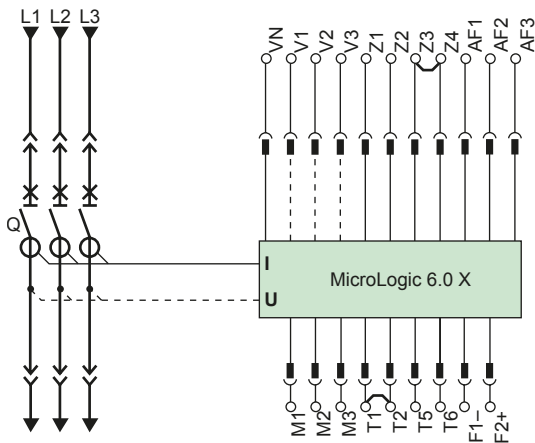 L1 L2 L3
VN V1 V2 V3 Z1 Z2 Z3 Z4 AF1 AF2 AF3
Q
I
MicroLogic 6.0 X
U
M1 M2 M3 T1 T2 T5 T6 F1– F2+